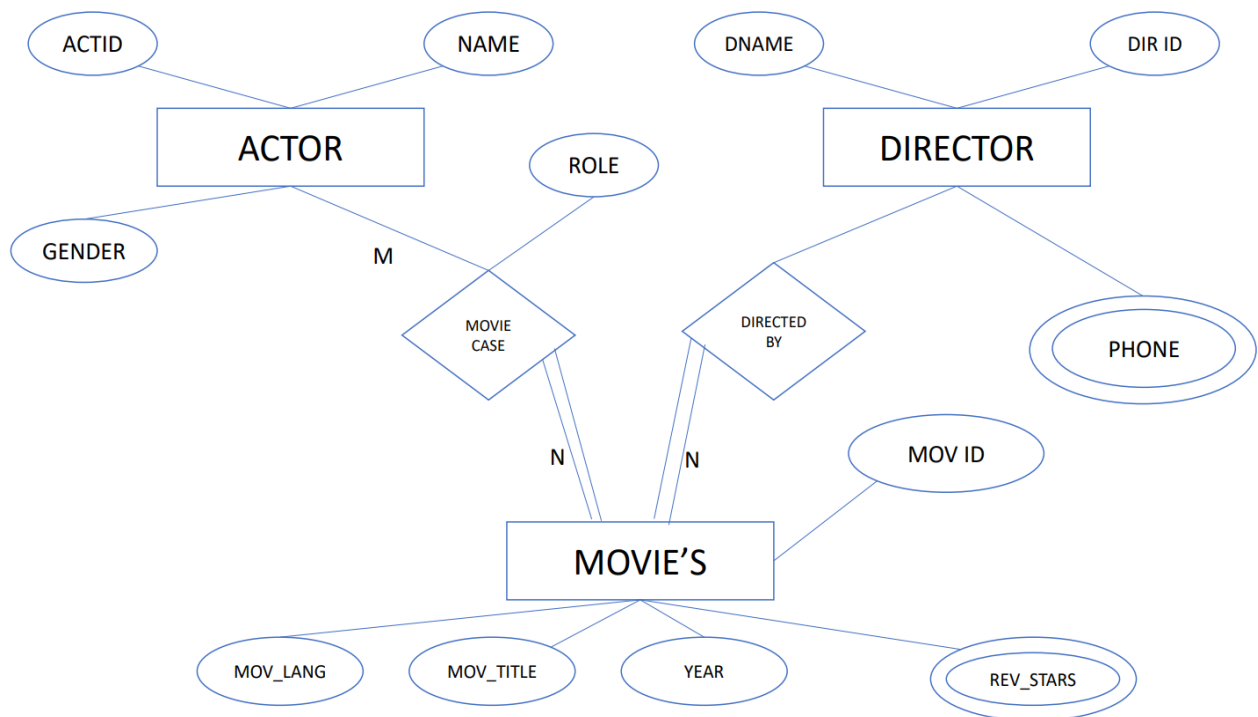 ACTID
NAME
DNAME
DIR ID
ACTOR
DIRECTOR
ROLE
GENDER
M
MOVIE
CASE
DIRECTED
BY
PHONE
MOV ID
N
N
MOVIE’S
MOV_LANG
MOV_TITLE
YEAR
REV_STARS